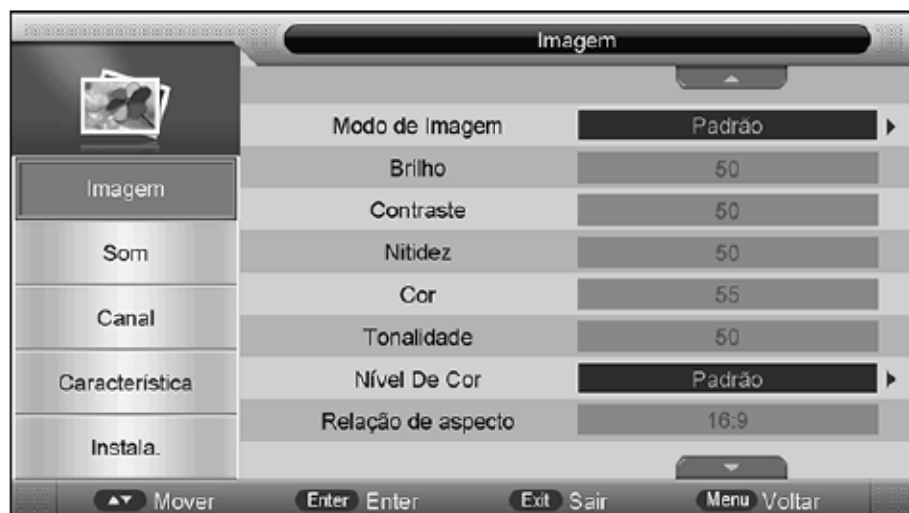 Imagem
Modo de Imagem Padrão
Brilho 50
Contraste 50
Nitidez 50
Cor 55
Tonalidade 50
Nível De Cor Padrão
Relação de aspecto 16:9
Imagem
Som
Canal
Característica
Instala.
Mover Enter Enter Exit Sair Menu Voltar